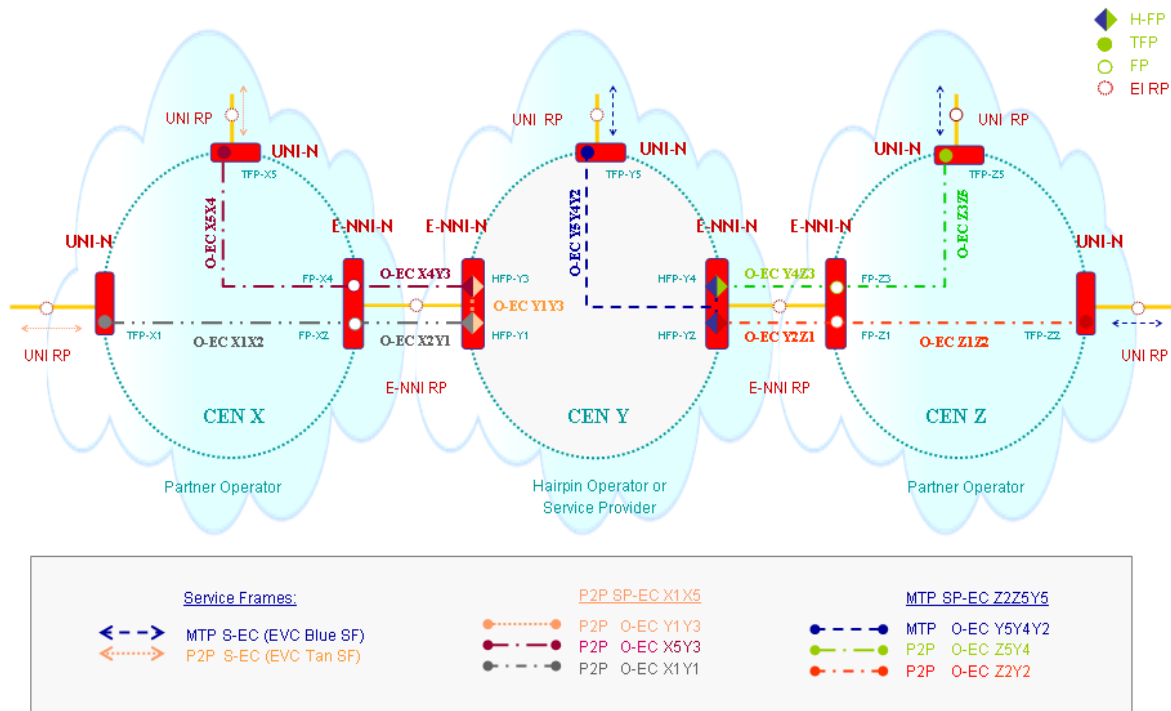 H-FP
TFP
FP
EI RP
UNI RP
UNI RP
UNI RP
UNI-N
UNI-N
UNI-N
TFP-X5
TFP-Y5
TFP-Z5
O-EC X5X4
O-EC Y5Y4Y2
O-EC Z3Z5
UNI-N
E-NNI-N
E-NNI-N
E-NNI-N
E-NNI-N
UNI-N
FP-X4
O-EC X4Y3
HFP-Y3
HFP-Y4
O-EC Y4Z3
FP-Z3
O-EC Y1Y3
TFP-X1
O-EC X1X2
FP-X2
O-EC X2Y1
HFP-Y1
HFP-Y2
O-EC Y2Z1
FP-Z1
O-EC Z1Z2
TFP-Z2
UNI RP
E-NNI RP
E-NNI RP
UNI RP
CEN X
CEN Y
CEN Z
Partner Operator
Hairpin Operator or
Service Provider
Partner Operator
Service Frames:
MTP S-EC (EVC Blue SF)
P2P S-EC (EVC Tan SF)
P2P SP-EC X1X5
P2P O-EC Y1Y3
P2P O-EC X5Y3
P2P O-EC X1Y1
MTP SP-EC Z2Z5Y5
MTP O-EC Y5Y4Y2
P2P O-EC Z5Y4
P2P O-EC Z2Y2